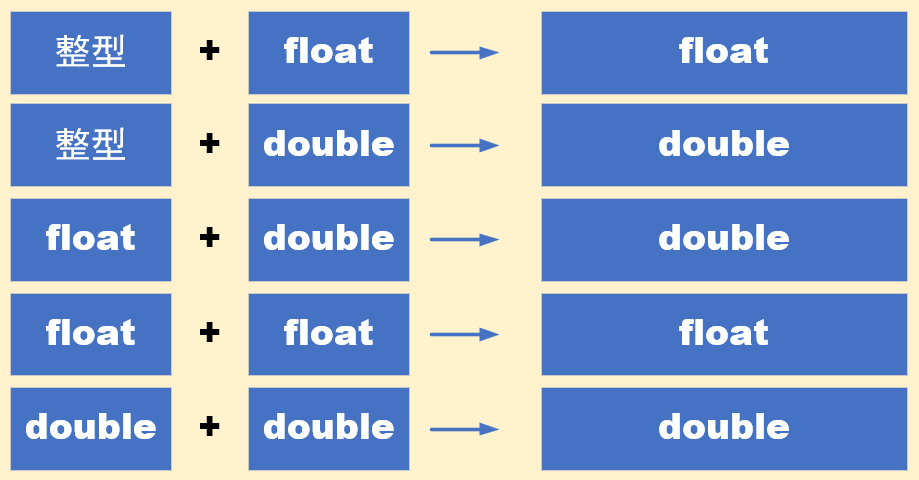 整型 + float → float
整型 + double → double
float + double → double
float + float → float
double + double → double